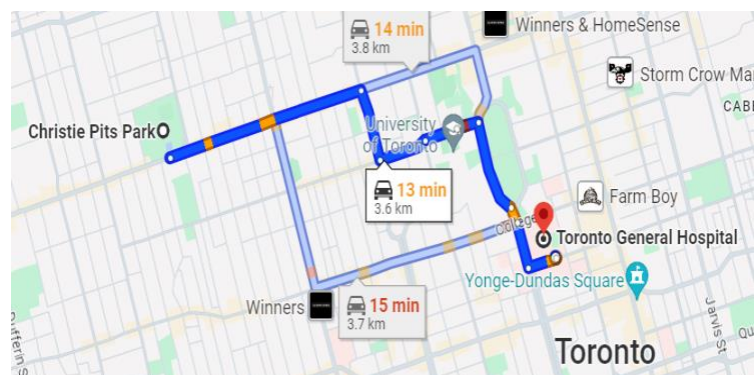 14 min
3.8 km
Winners & HomeSense
Storm Crow Ma
CABB
Christie Pits Park
University
of Toronto
13 min
3.6 km
Farm Boy
College
Toronto General Hospital
Yonge-Dundas Square
Winners
15 min
3.7 km
Toronto
Jarvis St
Dufferin S
Qu